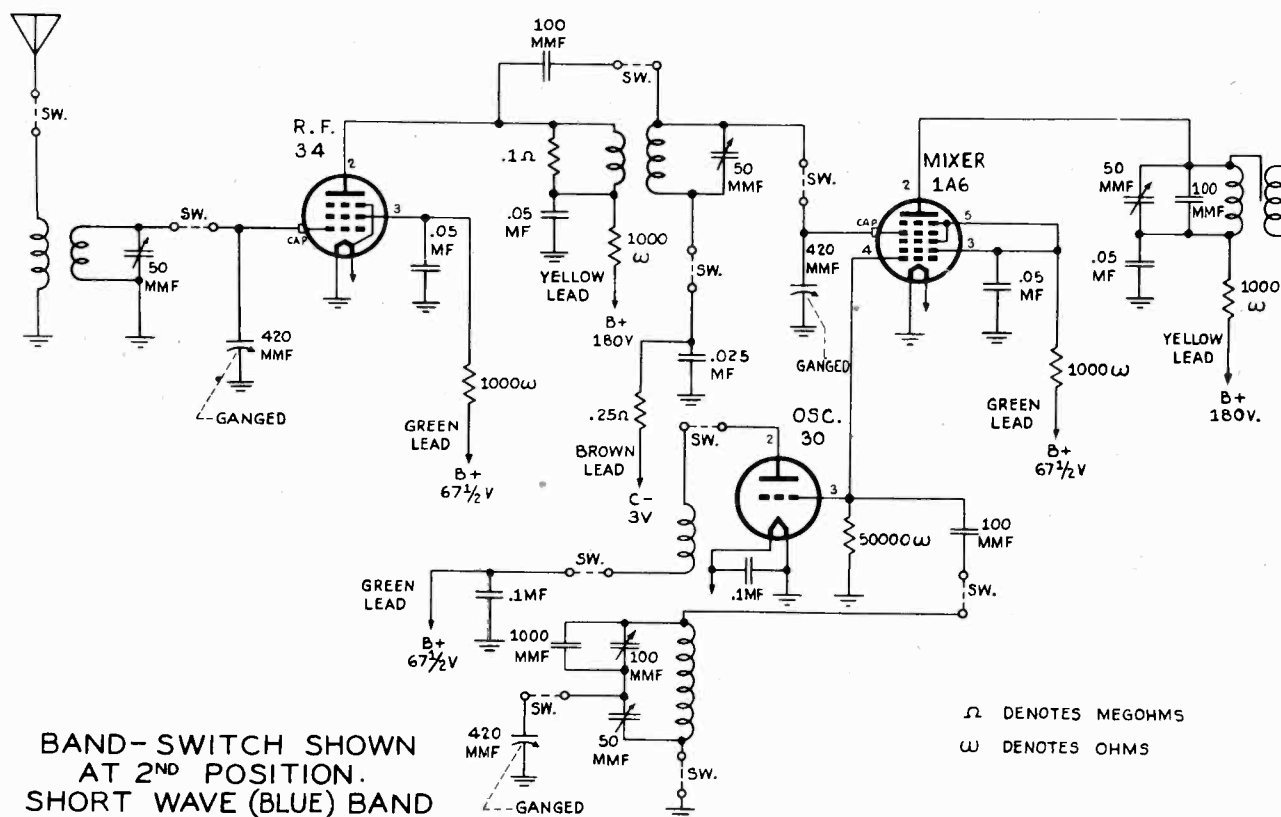 100
MMF
SW.
SW.
R.F.
34
2
3
CAP
SW.
50
MMF
420
MMF
GANGED
.05
MF
1000ω
GREEN
LEAD
B+
67½V
.1Ω
.05
MF
1000
ω
YELLOW
LEAD
B+
180V
50
MMF
SW.
SW.
.025
MF
.25Ω
BROWN
LEAD
C-
3V
420
MMF
GANGED
MIXER
1A6
2
CAP
4
5
3
.05
MF
1000ω
GREEN
LEAD
B+
67½V
50
MMF
100
MMF
.05
MF
1000
ω
YELLOW
LEAD
B+
180V.
OSC.
30
SW.
2
3
50000ω
100
MMF
SW.
.1MF
SW.
GREEN
LEAD
.1MF
B+
67½V
1000
MMF
100
MMF
SW.
420
MMF
50
MMF
SW.
GANGED
Ω DENOTES MEGOHMS
ω DENOTES OHMS
BAND-SWITCH SHOWN
AT 2ND POSITION.
SHORT WAVE (BLUE) BAND